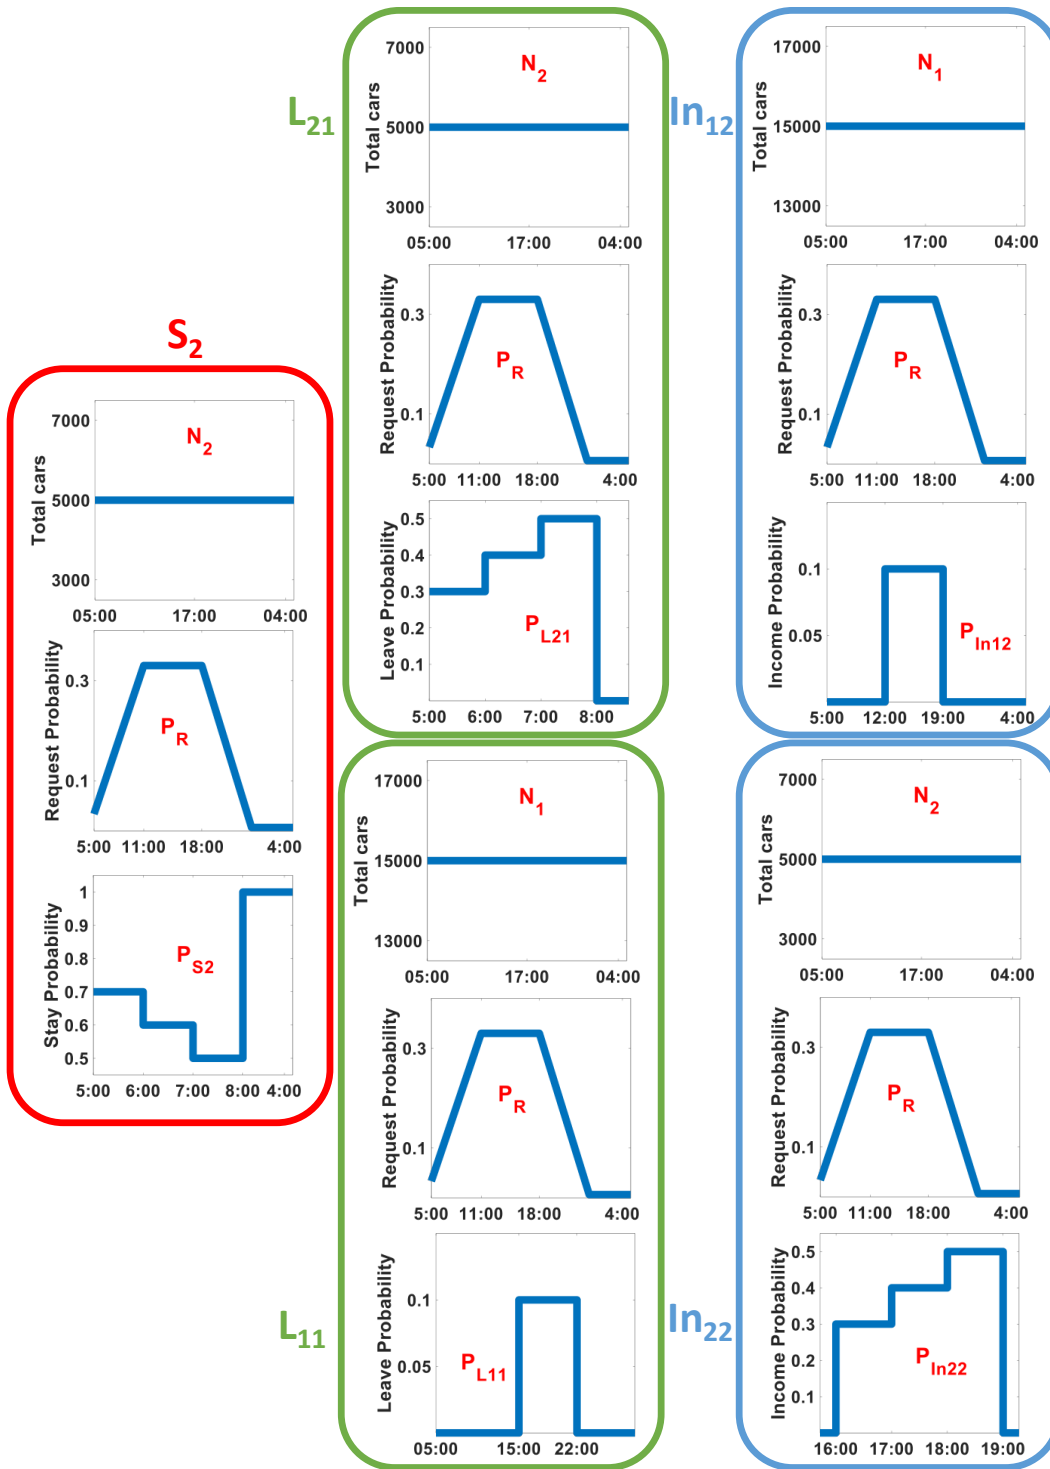 S2
7000
5000
3000
Total cars
N2
05:00 17:00 04:00
0.3
0.1
Request Probability
PR
5:00 11:00 18:00 4:00
1
0.9
0.8
0.7
0.6
0.5
Stay Probability
PS2
5:00 6:00 7:00 8:00 4:00
L21
7000
5000
3000
Total cars
N2
05:00 17:00 04:00
0.3
0.1
Request Probability
PR
5:00 11:00 18:00 4:00
0.5
0.4
0.3
0.2
0.1
Leave Probability
PL21
5:00 6:00 7:00 8:00
In12
17000
15000
13000
Total cars
N1
05:00 17:00 04:00
0.3
0.1
Request Probability
PR
5:00 11:00 18:00 4:00
0.1
0.05
Income Probability
PIn12
5:00 12:00 19:00 4:00
L11
17000
15000
13000
Total cars
N1
05:00 17:00 04:00
0.3
0.1
Request Probability
PR
5:00 11:00 18:00 4:00
0.1
0.05
Leave Probability
PL11
05:00 15:00 22:00
In22
7000
5000
3000
Total cars
N2
05:00 17:00 04:00
0.3
0.1
Request Probability
PR
5:00 11:00 18:00 4:00
0.5
0.4
0.3
0.2
0.1
Income Probability
PIn22
16:00 17:00 18:00 19:00